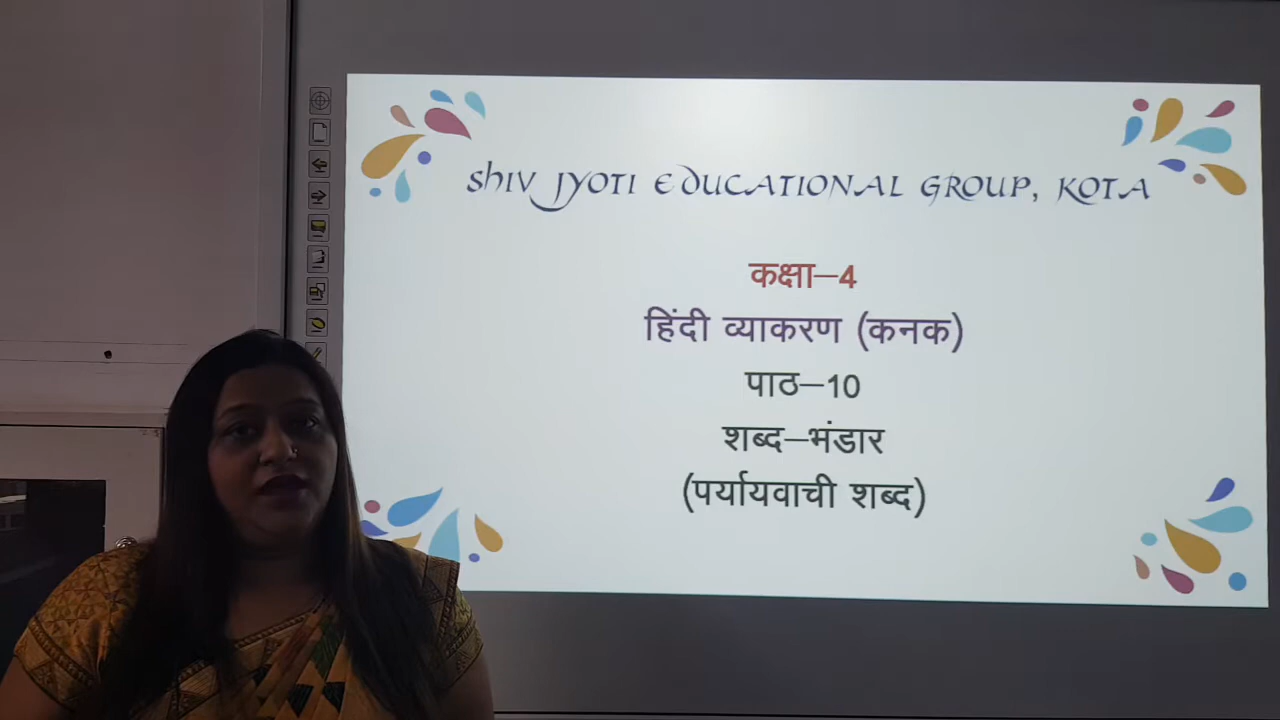 Shiv Jyoti Educational Group, Kota
कक्षा–4
हिंदी व्याकरण (कनक)
पाठ–10
शब्द–भंडार
(पर्यायवाची शब्द)